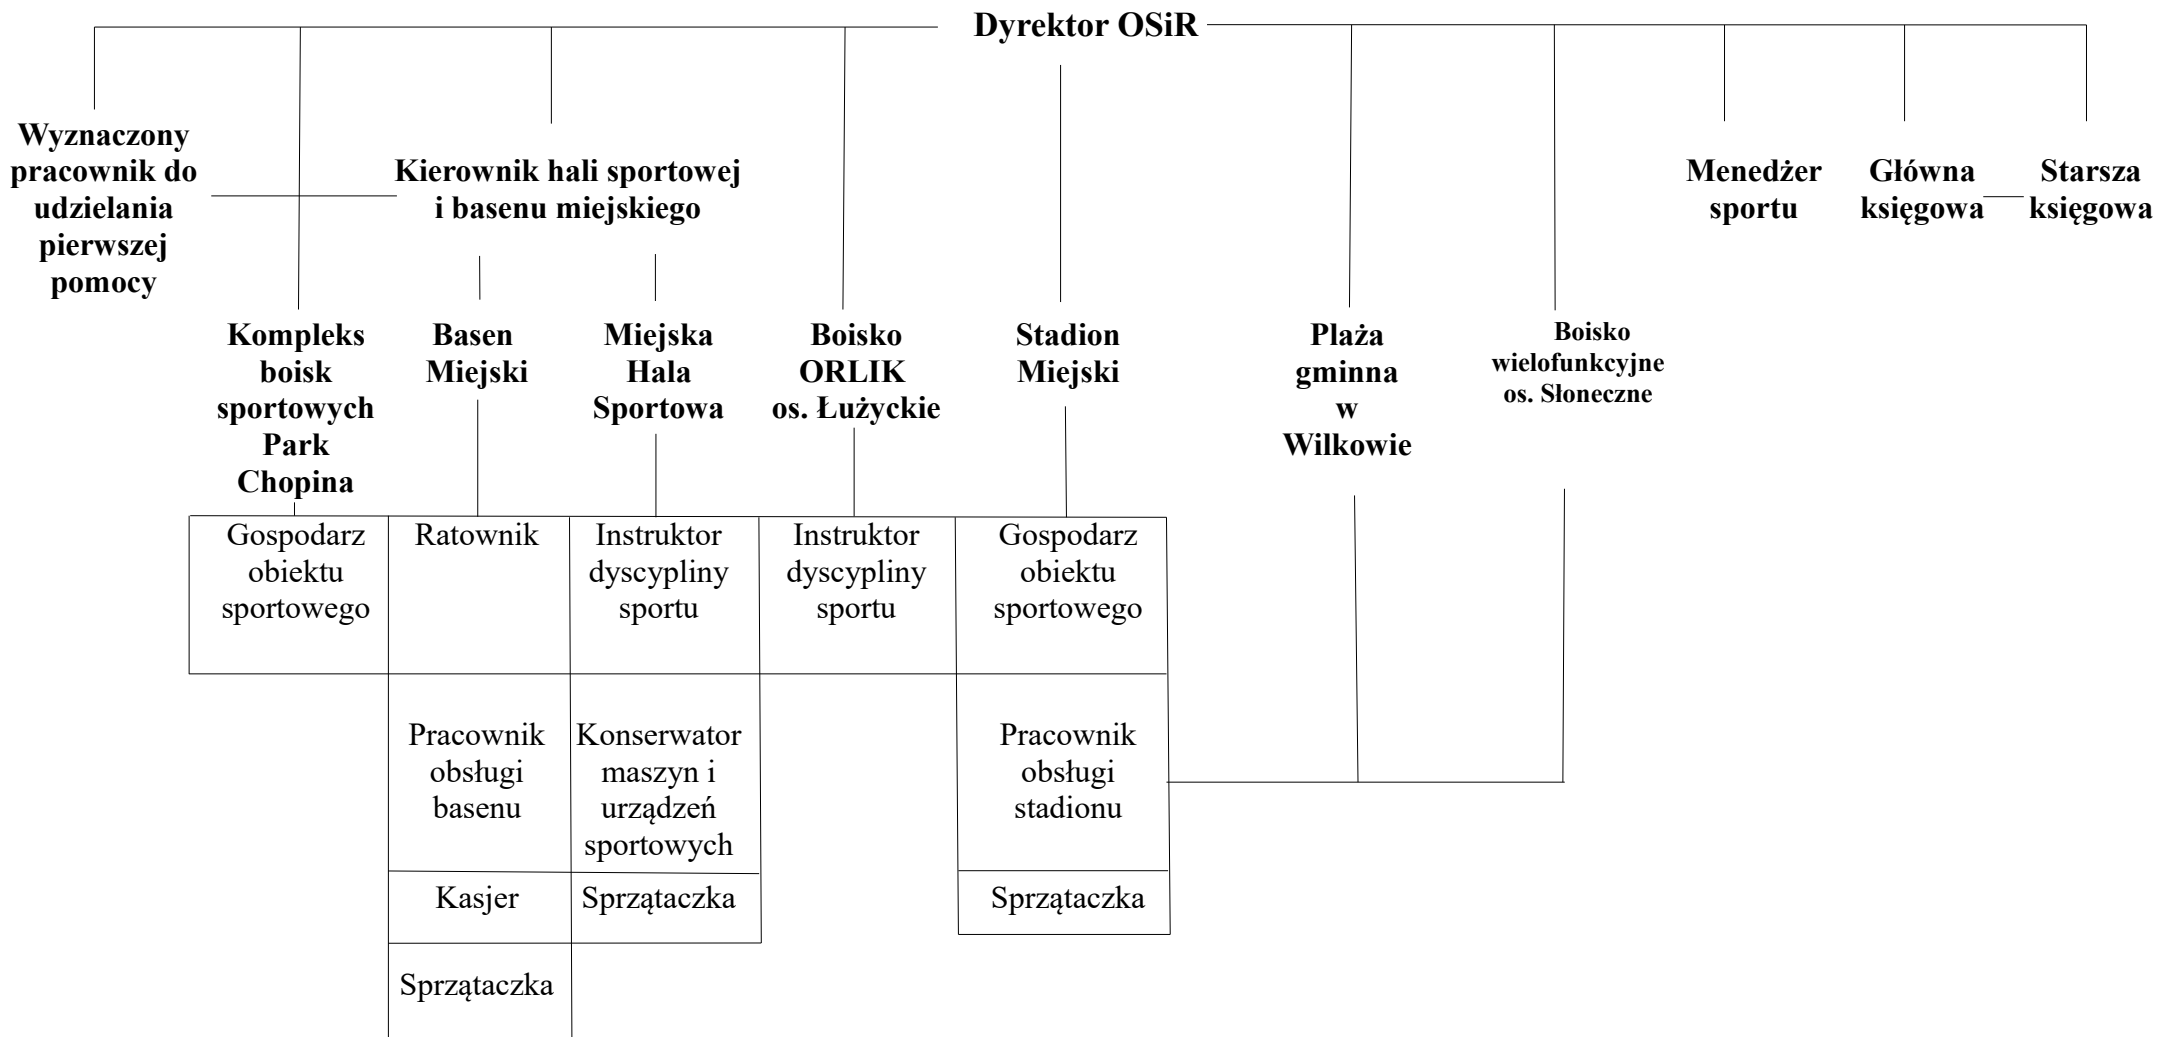 Dyrektor OSiR
Wyznaczony
pracownik do
udzielania
pierwszej
pomocy
Kierownik hali sportowej
i basenu miejskiego
Menedżer
sportu
Główna
księgowa
Starsza
księgowa
Kompleks
boisk
sportowych
Park
Chopina
Basen
Miejski
Miejska
Hala
Sportowa
Boisko
ORLIK
os. Łużyckie
Stadion
Miejski
Plaża
gminna
w
Wilkowie
Boisko
wielofunkcyjne
os. Słoneczne
Gospodarz
obiektu
sportowego
Ratownik
Instruktor
dyscypliny
sportu
Instruktor
dyscypliny
sportu
Gospodarz
obiektu
sportowego
Pracownik
obsługi
basenu
Konserwator
maszyn i
urządzeń
sportowych
Pracownik
obsługi
stadionu
Kasjer
Sprzątaczka
Sprzątaczka
Sprzątaczka